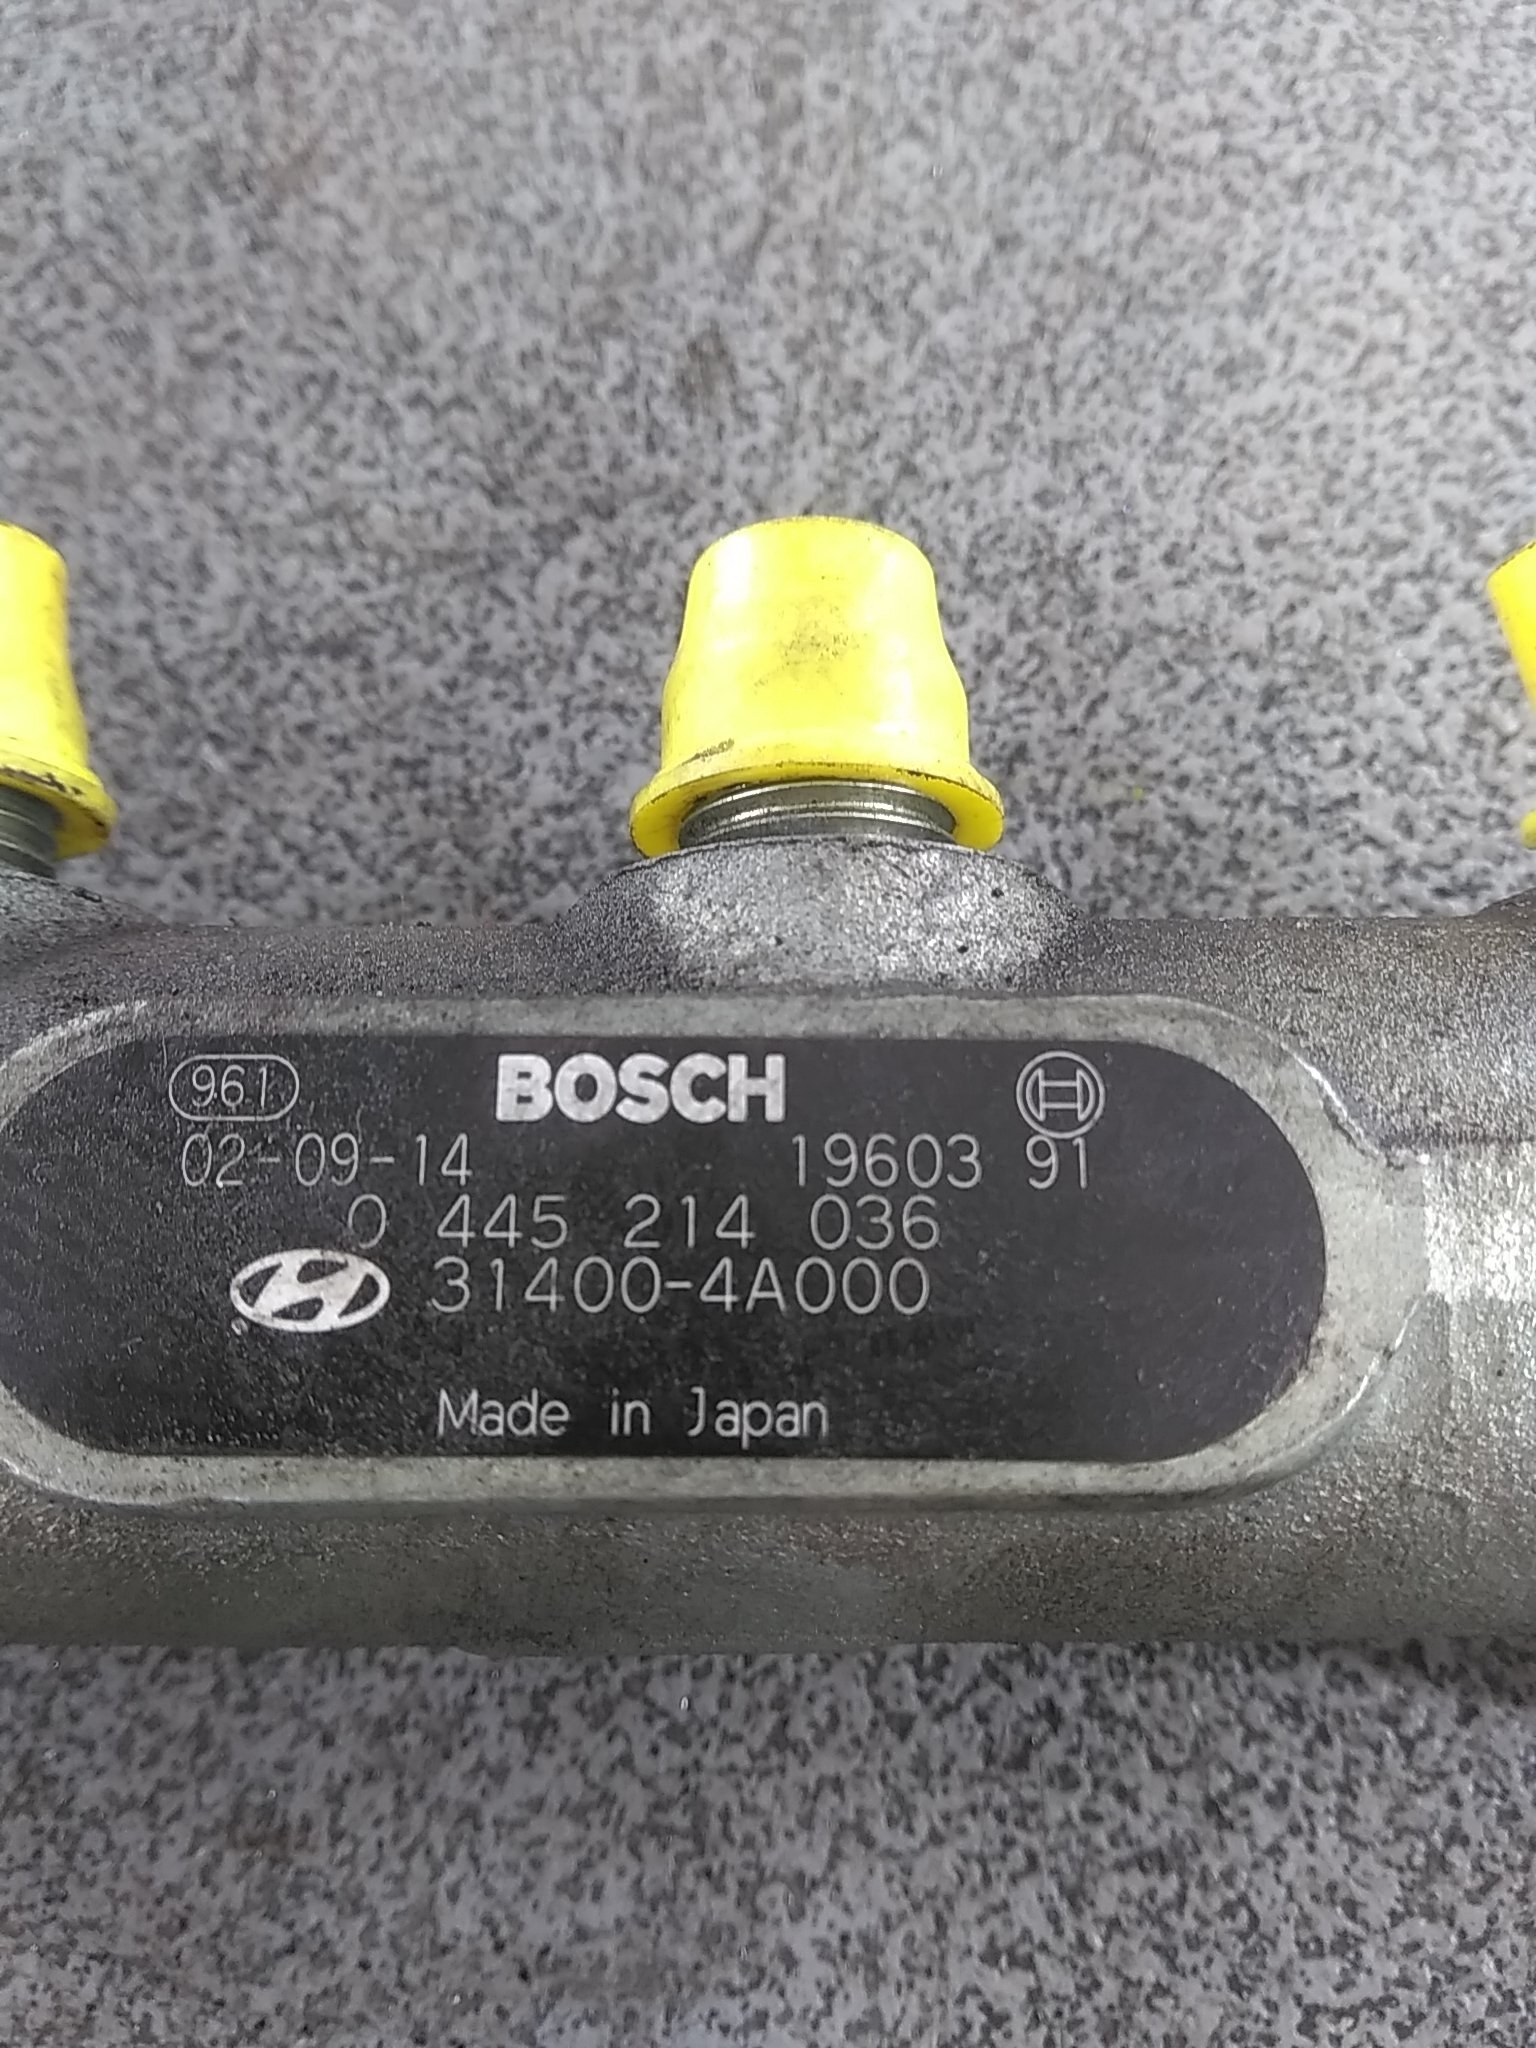 961 BOSCH
02-09-14 19603 91
0 445 214 036
31400-4A000
Made in Japan